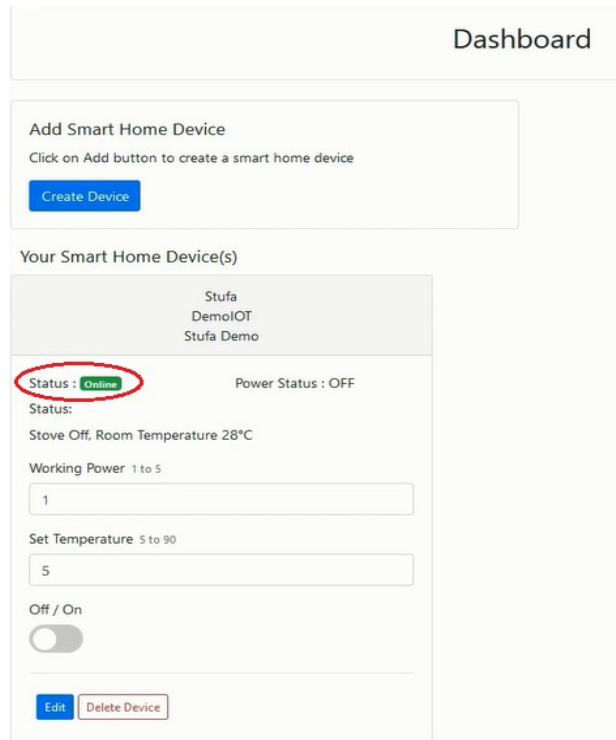 Dashboard
Add Smart Home Device
Click on Add button to create a smart home device
Create Device
Your Smart Home Device(s)
Stufa
DemoIOT
Stufa Demo
Status : Online Power Status : OFF
Status:
Stove Off, Room Temperature 28°C
Working Power 1 to 5
1
Set Temperature 5 to 90
5
Off / On
Edit Delete Device